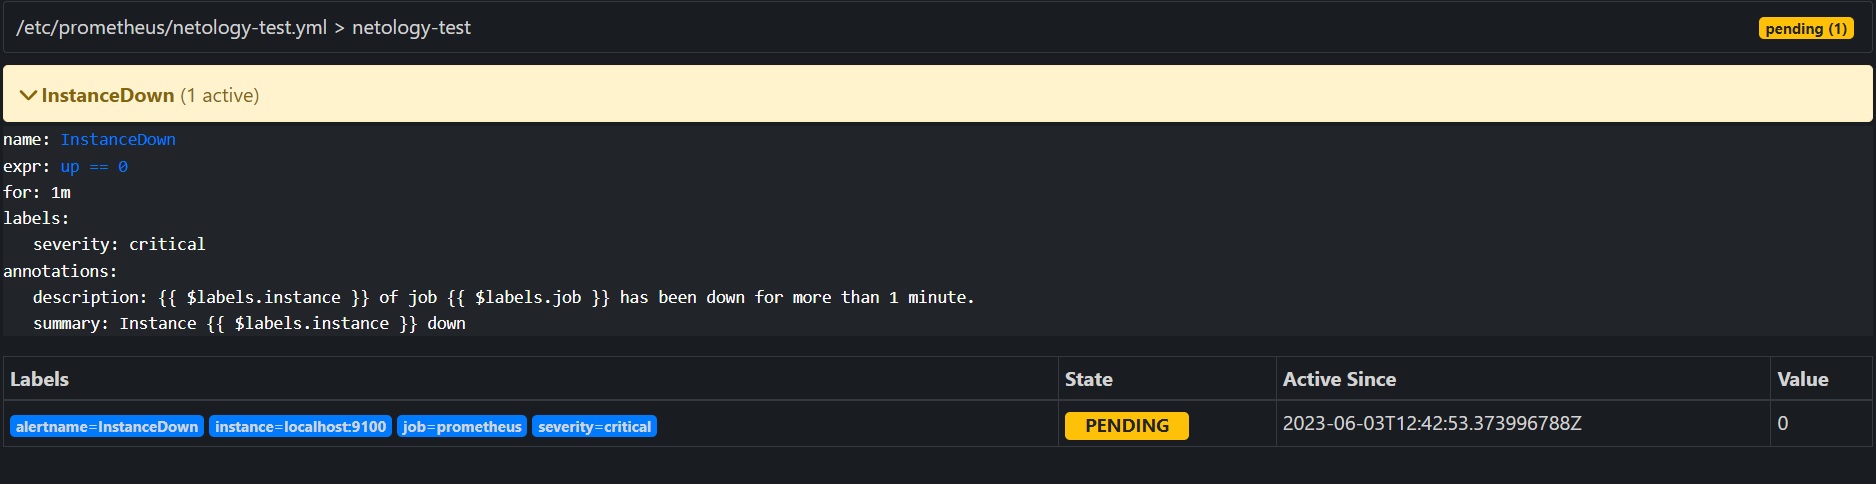 /etc/prometheus/netology-test.yml > netology-test pending (1)
InstanceDown (1 active)
name: InstanceDown
expr: up == 0
for: 1m
labels:
severity: critical
annotations:
description: {{ $labels.instance }} of job {{ $labels.job }} has been down for more than 1 minute.
summary: Instance {{ $labels.instance }} down
Labels State Active Since Value
alertname=InstanceDown instance=localhost:9100 job=prometheus severity=critical PENDING 2023-06-03T12:42:53.373996788Z 0